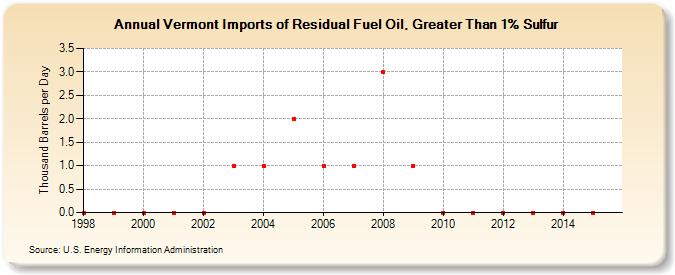 Annual Vermont Imports of Residual Fuel Oil, Greater Than 1% Sulfur
Thousand Barrels per Day
3.5
3.0
2.5
2.0
1.5
1.0
0.5
0.0
1998 2000 2002 2004 2006 2008 2010 2012 2014
Source: U.S. Energy Information Administration